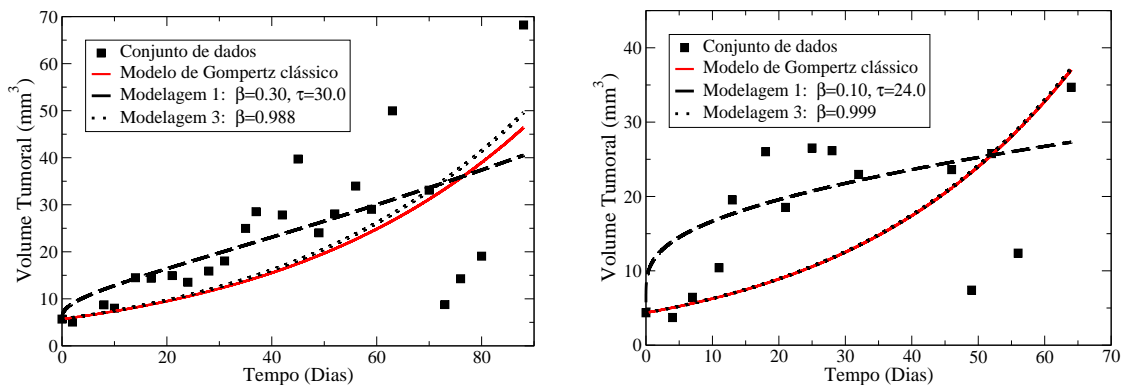 70
60
50
40
30
20
10
0
Volume Tumoral (mm³)
Conjunto de dados
Modelo de Gompertz clássico
Modelagem 1: β=0.30, τ=30.0
Modelagem 3: β=0.988
0 20 40 60 80
Tempo (Dias)
40
30
20
10
0
Volume Tumoral (mm³)
Conjunto de dados
Modelo de Gompertz clássico
Modelagem 1: β=0.10, τ=24.0
Modelagem 3: β=0.999
0 10 20 30 40 50 60 70
Tempo (Dias)